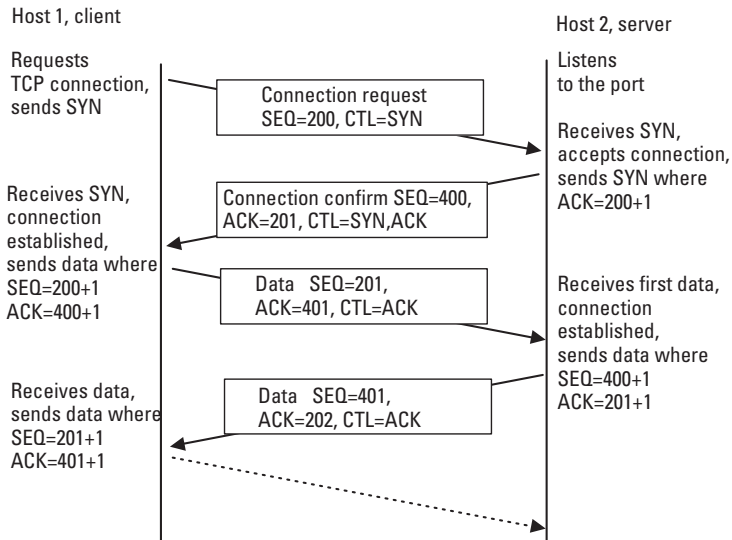 Host 1, client
Host 2, server
Requests
TCP connection,
sends SYN
Listens
to the port
Connection request
SEQ=200, CTL=SYN
Receives SYN,
accepts connection,
sends SYN where
ACK=200+1
Receives SYN,
connection
established,
sends data where
SEQ=200+1
ACK=400+1
Connection confirm SEQ=400,
ACK=201, CTL=SYN,ACK
Data SEQ=201,
ACK=401, CTL=ACK
Receives first data,
connection
established,
sends data where
SEQ=400+1
ACK=201+1
Data SEQ=401,
ACK=202, CTL=ACK
Receives data,
sends data where
SEQ=201+1
ACK=401+1